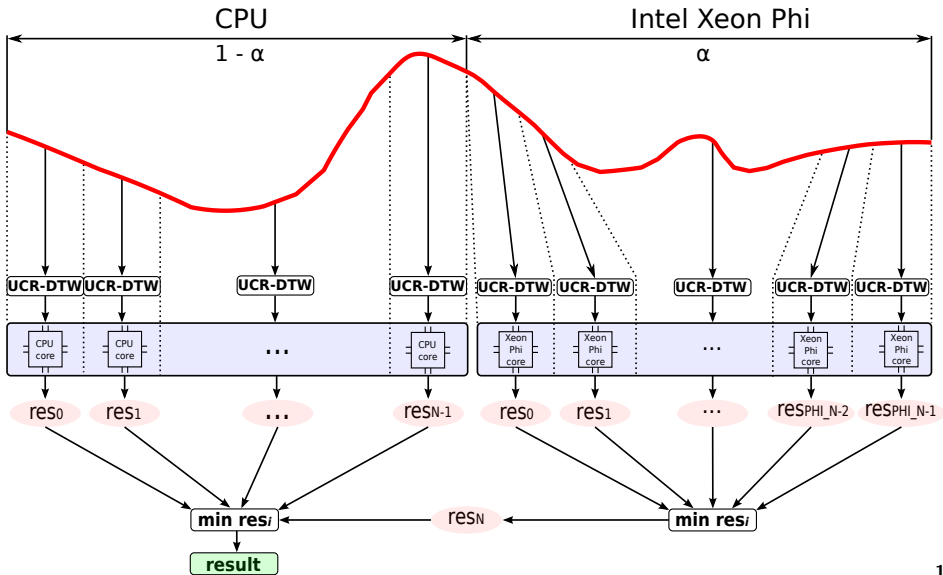 CPU Intel Xeon Phi
1 - α α
UCR-DTW UCR-DTW UCR-DTW UCR-DTW UCR-DTW UCR-DTW UCR-DTW UCR-DTW UCR-DTW
CPU core CPU core ... CPU core Xeon Phi core Xeon Phi core ... Xeon Phi core Xeon Phi core
res0 res1 ... resN-1 res0 res1 ... resPHI_N-2 resPHI_N-1
min resi resN min resi
result
1